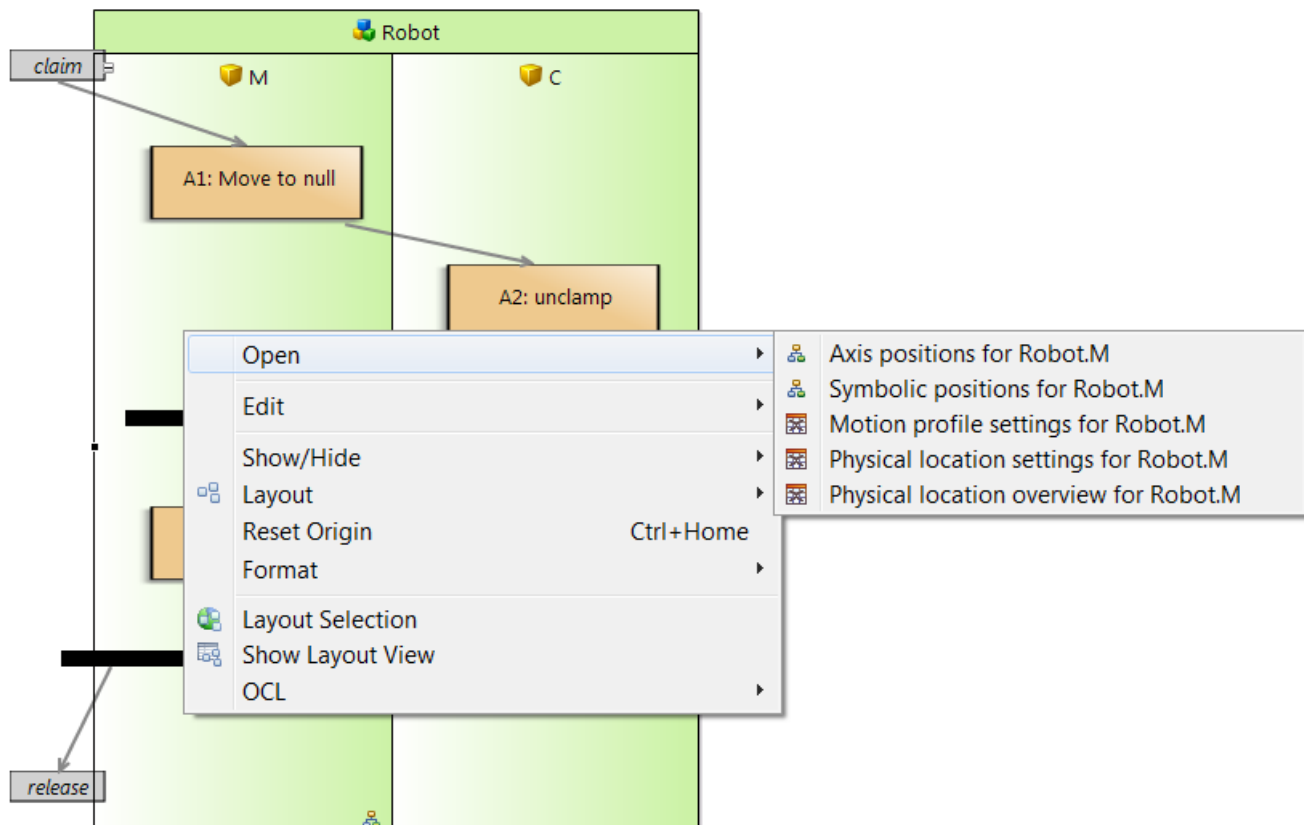 Robot
claim
M
C
A1: Move to null
A2: unclamp
Open
Edit
Show/Hide
Layout
Reset Origin Ctrl+Home
Format
Layout Selection
Show Layout View
OCL
Axis positions for Robot.M
Symbolic positions for Robot.M
Motion profile settings for Robot.M
Physical location settings for Robot.M
Physical location overview for Robot.M
release